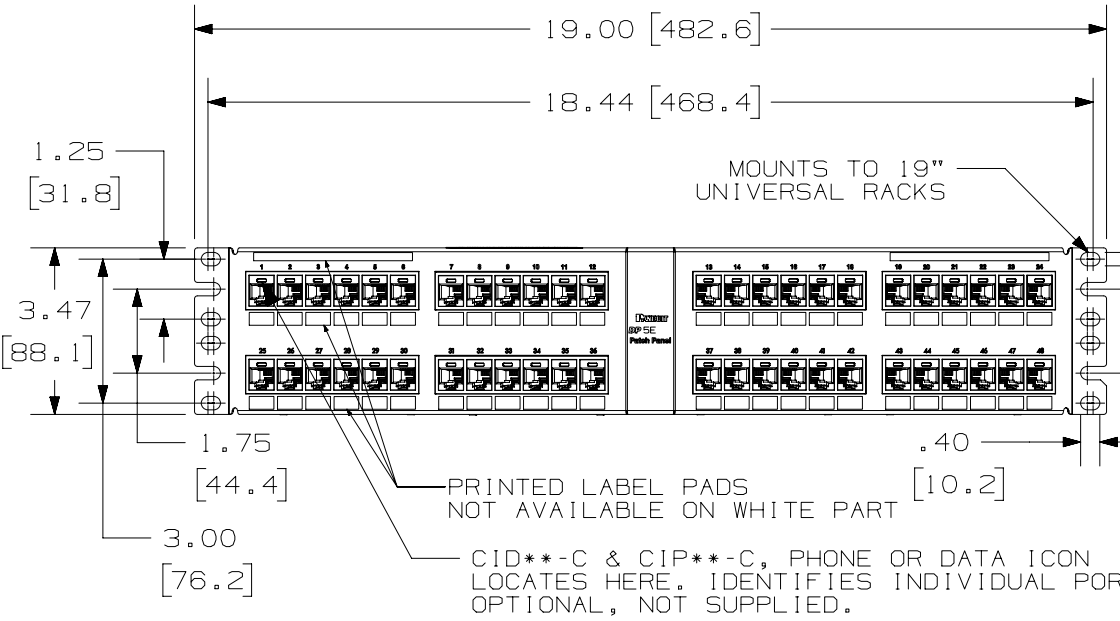 19.00 [482.6]
18.44 [468.4]
1.25
[31.8]
MOUNTS TO 19"
UNIVERSAL RACKS
3.47
[88.1]
1 2 3 4 5 6 7 8 9 10 11 12 13 14 15 16 17 18 19 20 21 22 23 24
PANDUIT
DP 5E
Patch Panel
25 26 27 28 29 30 31 32 33 34 35 36 37 38 39 40 41 42 43 44 45 46 47 48
1.75
[44.4]
.40
[10.2]
PRINTED LABEL PADS
NOT AVAILABLE ON WHITE PART
3.00
[76.2]
CID**-C & CIP**-C, PHONE OR DATA ICON
LOCATES HERE. IDENTIFIES INDIVIDUAL POR
OPTIONAL, NOT SUPPLIED.